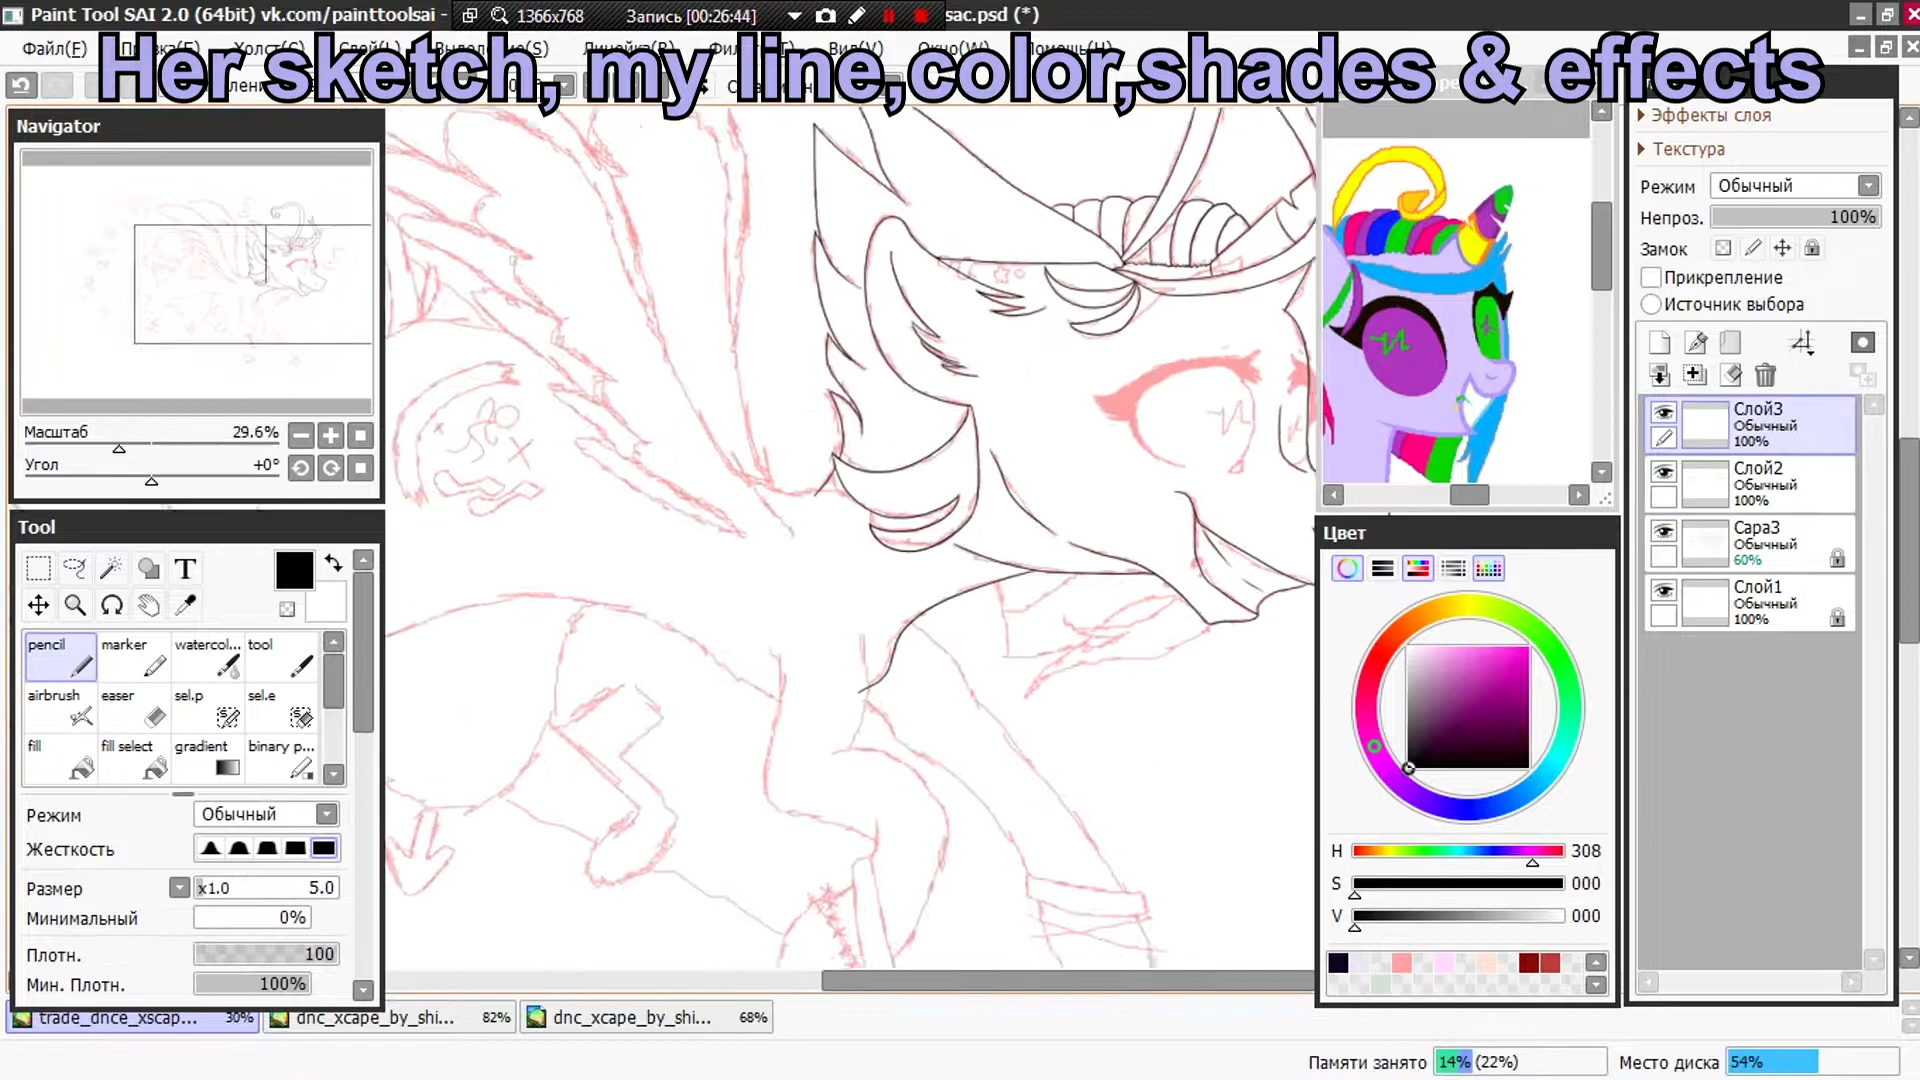 Paint Tool SAI 2.0 (64bit) vk.com/painttoolsai -
1366x768
Запись [00:26:44]
sac.psd (*)
Файл(F)
Холст(C)
Вид(V)
Her sketch, my line,color,shades & effects
Navigator
Масштаб
29.6%
Угол
+0°
Tool
T
pencil
marker
watercol...
tool
airbrush
easer
sel.p
sel.e
fill
fill select
gradient
binary p...
Режим
Обычный
Жесткость
Размер
x1.0
5.0
Минимальный
0%
Плотн.
100
Мин. Плотн.
100%
Эффекты слоя
Текстура
Режим
Обычный
Непроз.
100%
Замок
Прикрепление
Источник выбора
Слой3
Обычный
100%
Слой2
Обычный
100%
Сара3
Обычный
60%
Слой1
Обычный
100%
Цвет
H
308
S
000
V
000
trade_dnce_xscap...
30%
dnc_xcape_by_shi...
82%
dnc_xcape_by_shi...
68%
Памяти занято
14% (22%)
Место диска
54%